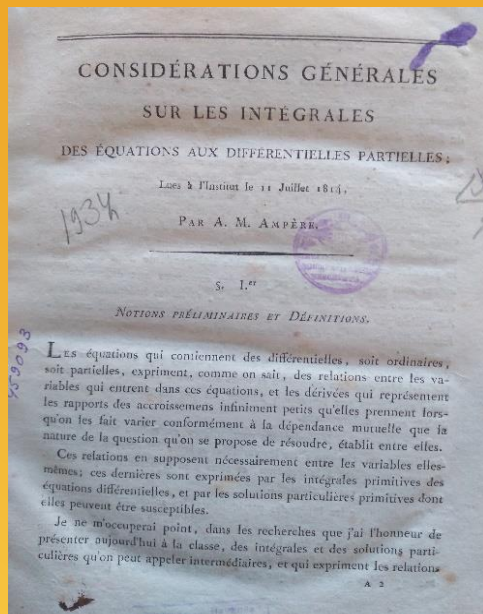 CONSIDÉRATIONS GÉNÉRALES
SUR LES INTÉGRALES
DES ÉQUATIONS AUX DIFFÉRENTIELLES PARTIELLES;
Lues à l'Institut le 11 Juillet 1814,
PAR A. M. AMPÈRE.
1934
§. I.er
NOTIONS PRÉLIMINAIRES ET DÉFINITIONS.
459093
LES équations qui contiennent des différentielles, soit ordinaires,
soit partielles, expriment, comme on sait, des relations entre les va-
riables qui entrent dans ces équations, et les dérivées qui représentent
les rapports des accroissemens infiniment petits qu'elles prennent lors-
qu'on les fait varier conformément à la dépendance mutuelle que la
nature de la question qu'on se propose de résoudre, établit entre elles.
Ces relations en supposent nécessairement entre les variables elles-
mêmes; ces dernières sont exprimées par les intégrales primitives des
équations différentielles, et par les solutions particulières primitives dont
elles peuvent être susceptibles.
Je ne m'occuperai point, dans les recherches que j'ai l'honneur de
présenter aujourd'hui à la classe, des intégrales et des solutions parti-
culières qu'on peut appeler intermédiaires, et qui expriment les relations
A 2